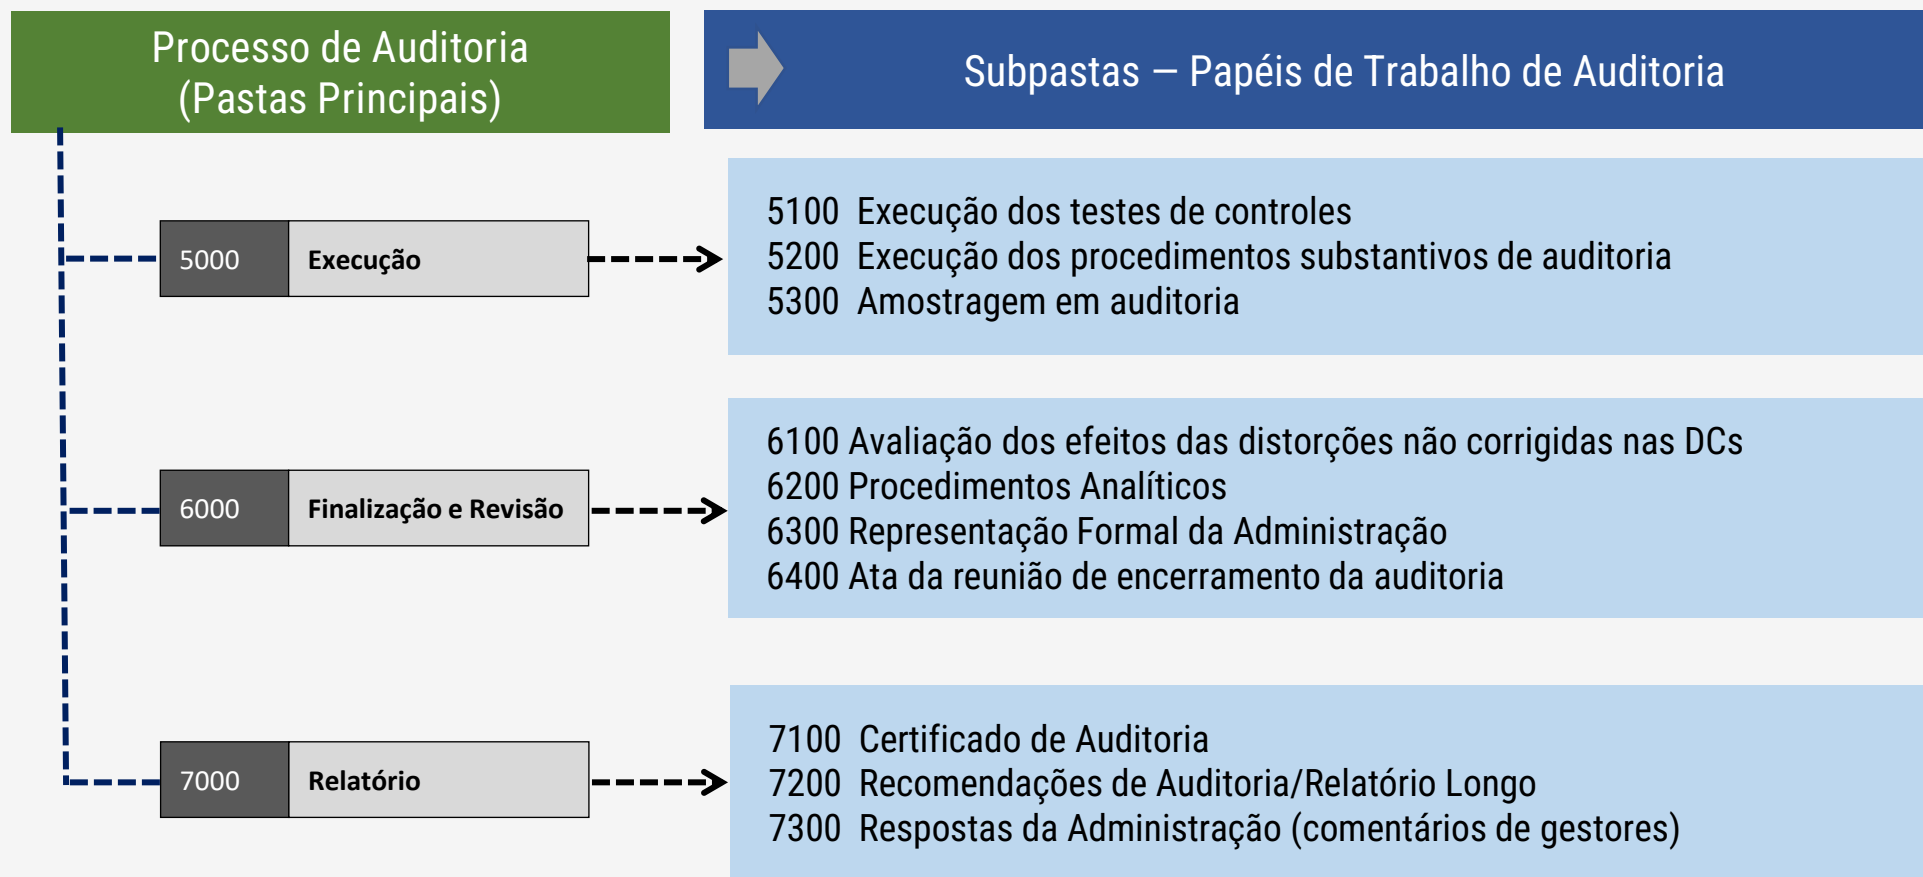 Processo de Auditoria
(Pastas Principais)
Subpastas – Papéis de Trabalho de Auditoria
5000 Execução
5100 Execução dos testes de controles
5200 Execução dos procedimentos substantivos de auditoria
5300 Amostragem em auditoria
6000 Finalização e Revisão
6100 Avaliação dos efeitos das distorções não corrigidas nas DCs
6200 Procedimentos Analíticos
6300 Representação Formal da Administração
6400 Ata da reunião de encerramento da auditoria
7000 Relatório
7100 Certificado de Auditoria
7200 Recomendações de Auditoria/Relatório Longo
7300 Respostas da Administração (comentários de gestores)